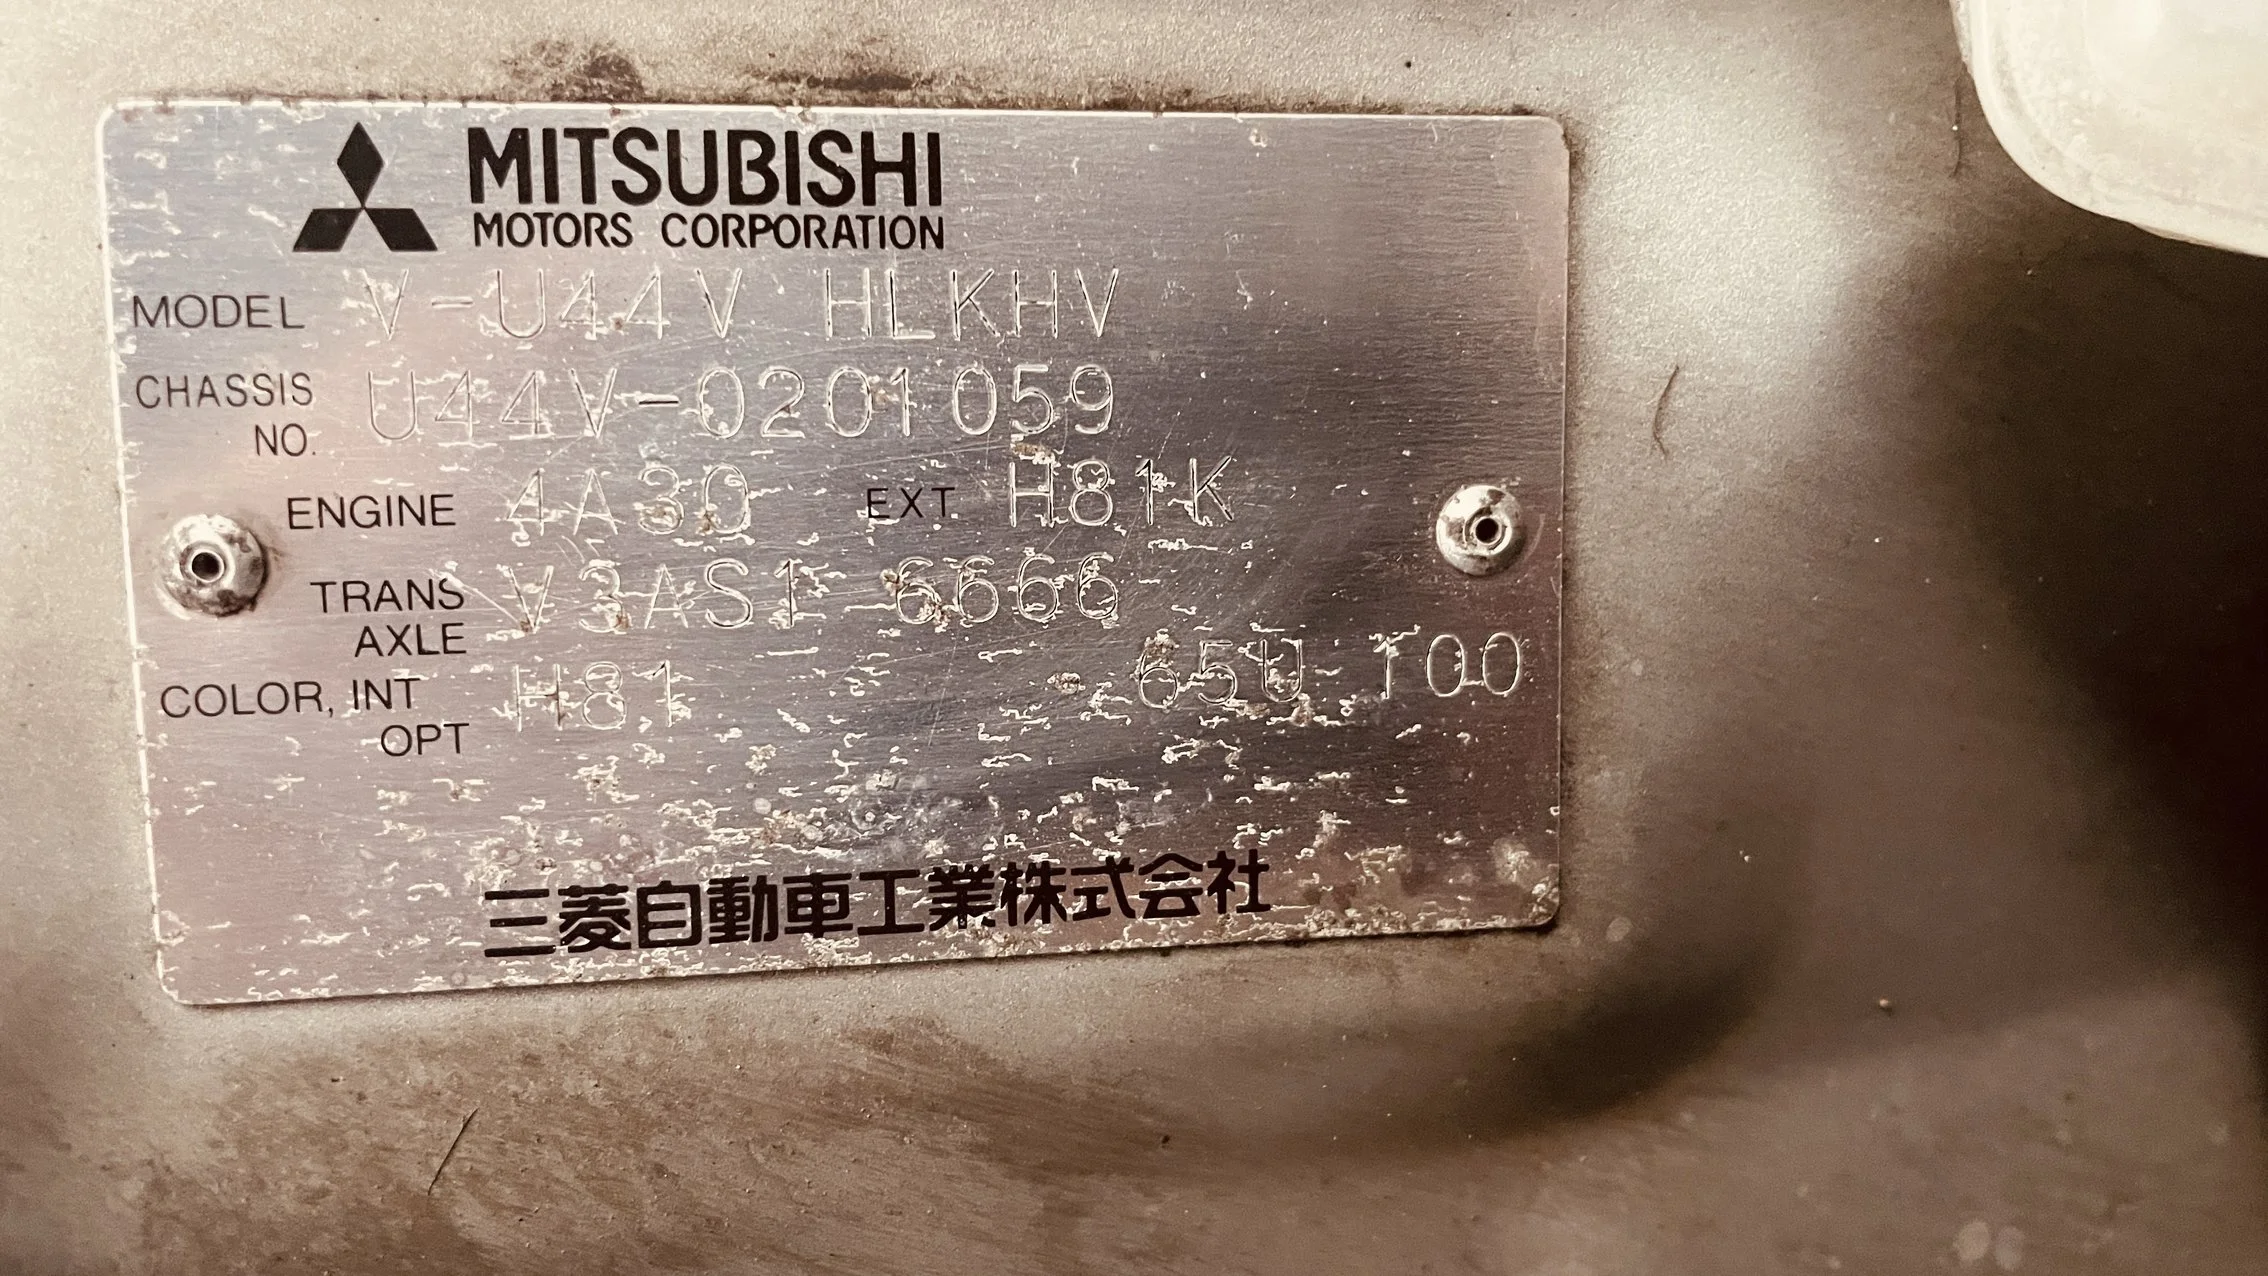 MITSUBISHI
MOTORS CORPORATION
MODEL V-U44V HLKHV
CHASSIS NO. U44V-0201059
ENGINE 4A30 EXT. H81K
TRANS AXLE V3AS1 6666
COLOR, INT OPT H81 65U T00
三菱自動車工業株式会社